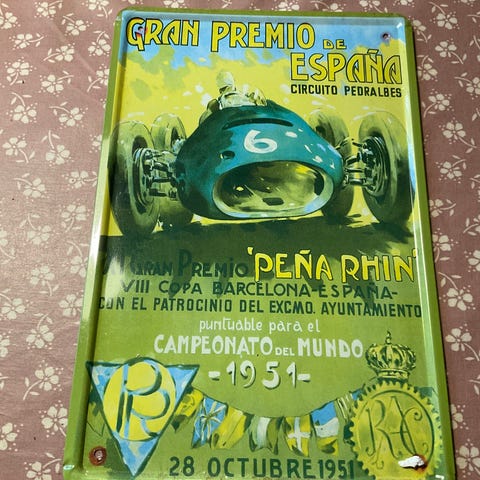 GRAN PREMIO DE
ESPAÑA
CIRCUITO PEDRALBES
6
GRAN PREMIO 'PEÑA RHIN'
VIII COPA BARCELONA-ESPAÑA-
CON EL PATROCINIO DEL EXCMO. AYUNTAMIENTO
puntuable para el
CAMPEONATO DEL MUNDO
-1951-
28 OCTUBRE 1951